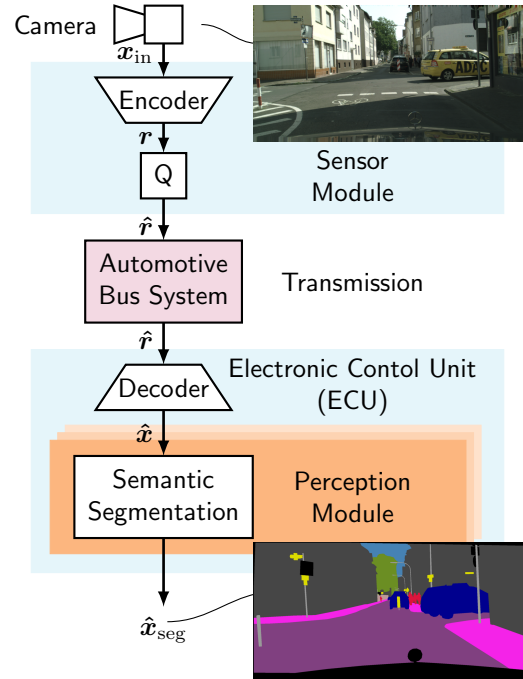 Camera
x_in
ADAC
Encoder
r
Q
Sensor
Module
r̂
Automotive
Bus System
Transmission
r̂
Decoder
Electronic Contol Unit
(ECU)
x̂
Semantic
Segmentation
Perception
Module
x̂_seg